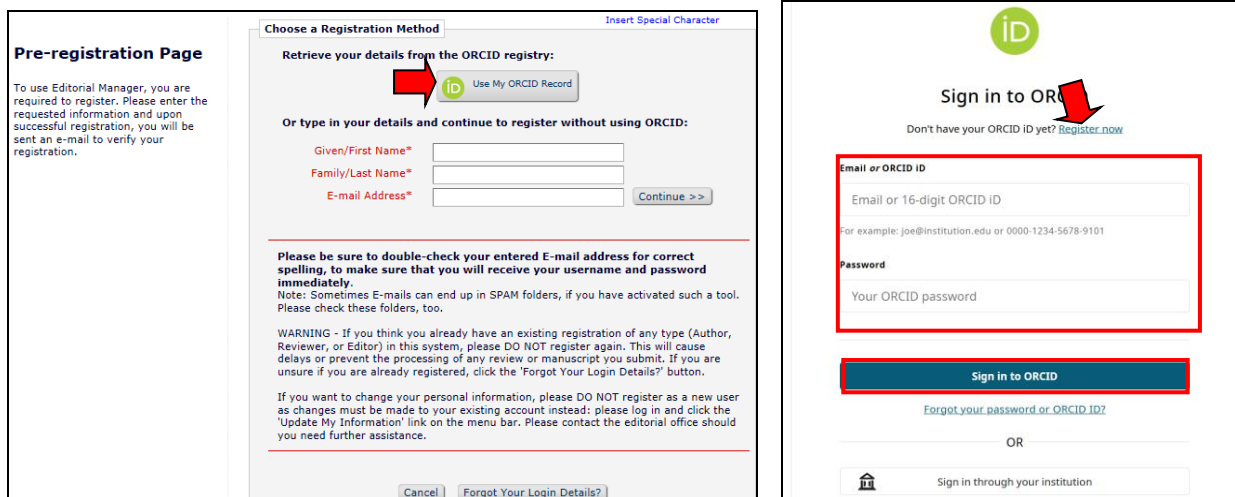 Insert Special Character
Pre-registration Page
To use Editorial Manager, you are
required to register. Please enter the
requested information and upon
successful registration, you will be
sent an e-mail to verify your
registration.
Choose a Registration Method
Retrieve your details from the ORCID registry:
iD Use My ORCID Record
Or type in your details and continue to register without using ORCID:
Given/First Name*
Family/Last Name*
E-mail Address*
Continue >>
Please be sure to double-check your entered E-mail address for correct
spelling, to make sure that you will receive your username and password
immediately.
Note: Sometimes E-mails can end up in SPAM folders, if you have activated such a tool.
Please check these folders, too.
WARNING - If you think you already have an existing registration of any type (Author,
Reviewer, or Editor) in this system, please DO NOT register again. This will cause
delays or prevent the processing of any review or manuscript you submit. If you are
unsure if you are already registered, click the 'Forgot Your Login Details?' button.
If you want to change your personal information, please DO NOT register as a new user
as changes must be made to your existing account instead: please log in and click the
'Update My Information' link on the menu bar. Please contact the editorial office should
you need further assistance.
Cancel
Forgot Your Login Details?
iD
Sign in to ORCID
Don't have your ORCID iD yet? Register now
Email or ORCID iD
Email or 16-digit ORCID iD
For example: joe@institution.edu or 0000-1234-5678-9101
Password
Your ORCID password
Sign in to ORCID
Forgot your password or ORCID ID?
OR
Sign in through your institution